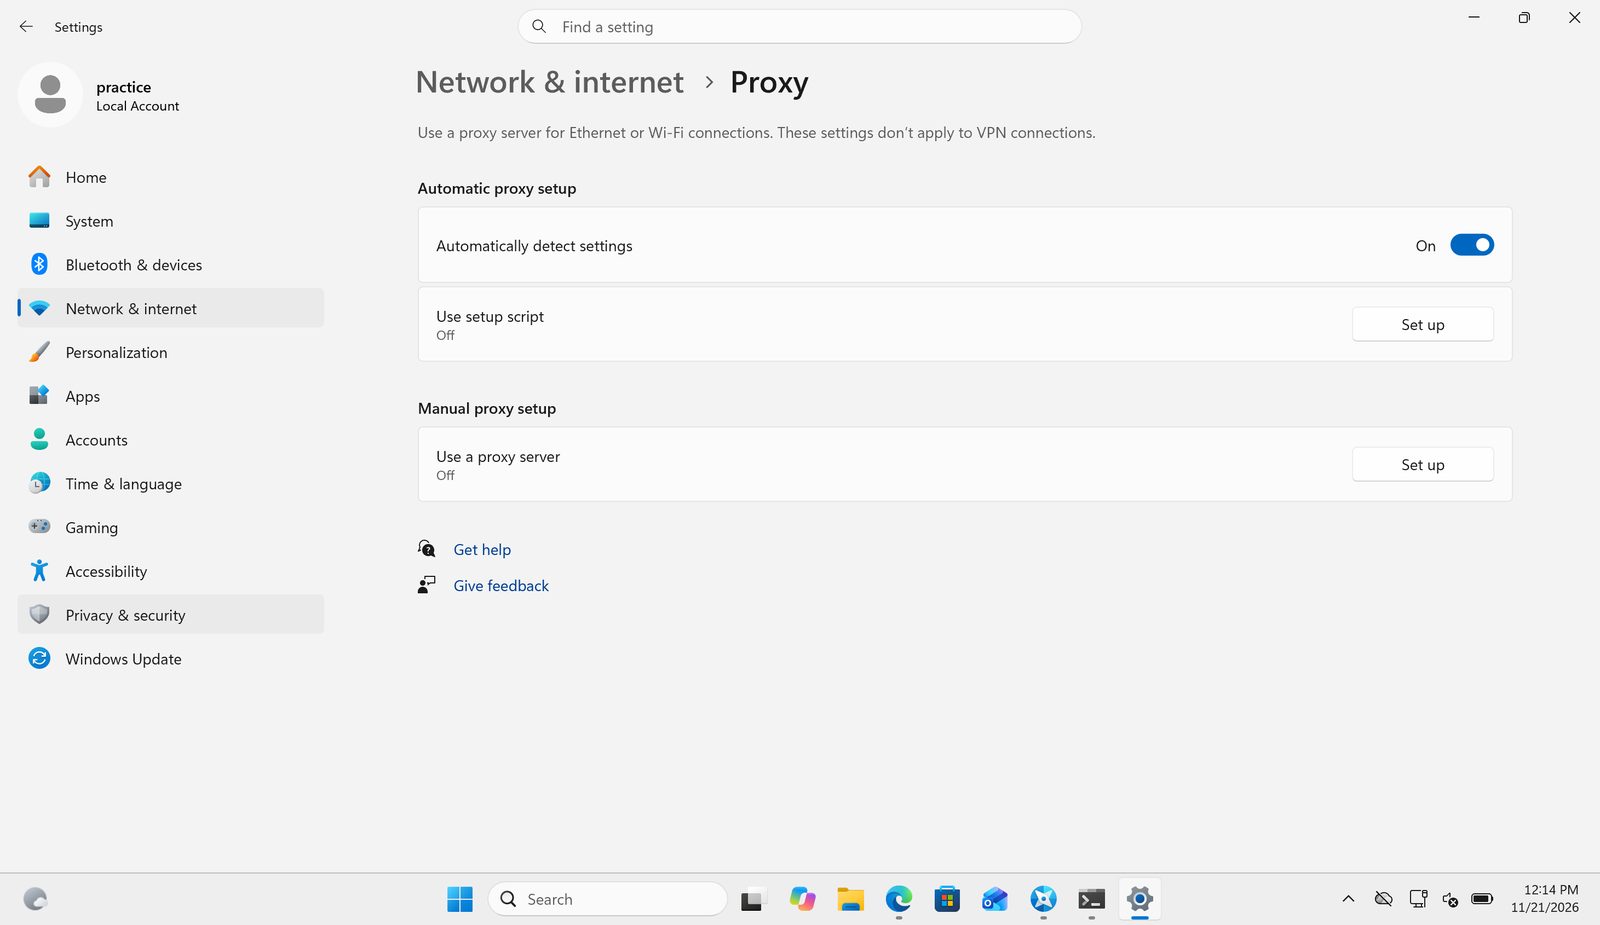 Settings
Find a setting
practice
Local Account
Home
System
Bluetooth & devices
Network & internet
Personalization
Apps
Accounts
Time & language
Gaming
Accessibility
Privacy & security
Windows Update
Network & internet > Proxy
Use a proxy server for Ethernet or Wi-Fi connections. These settings don't apply to VPN connections.
Automatic proxy setup
Automatically detect settings
On
Use setup script
Off
Set up
Manual proxy setup
Use a proxy server
Off
Set up
Get help
Give feedback
Search
12:14 PM
11/21/2026